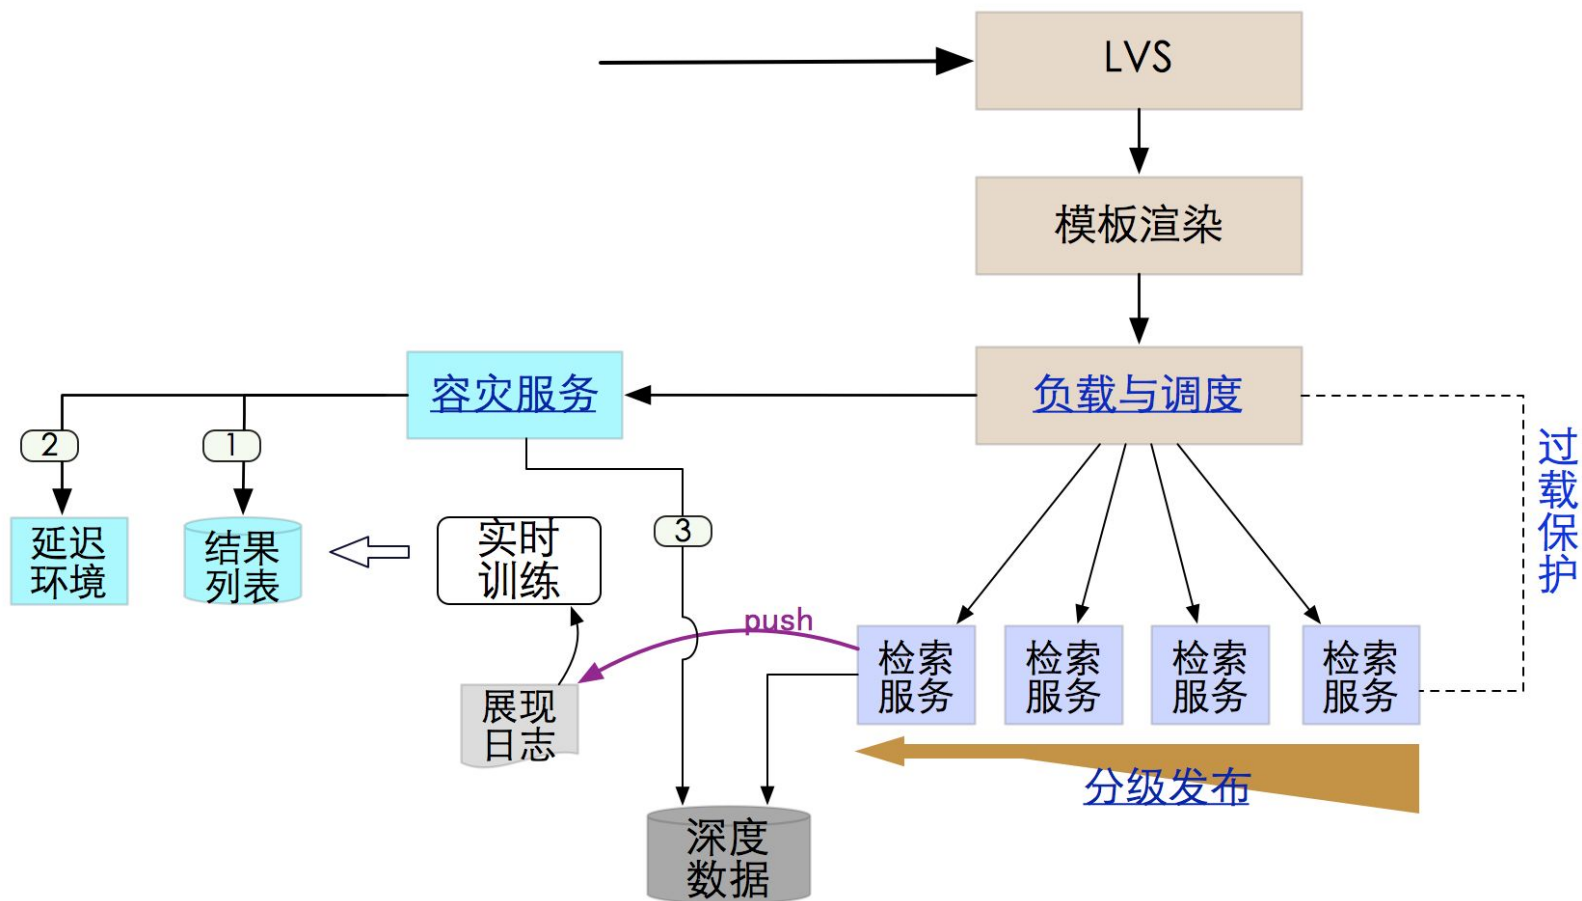 LVS
模板渲染
容灾服务
负载与调度
过载保护
2
1
3
延迟
环境
结果
列表
实时
训练
push
检索
服务
检索
服务
检索
服务
检索
服务
展现
日志
分级发布
深度
数据